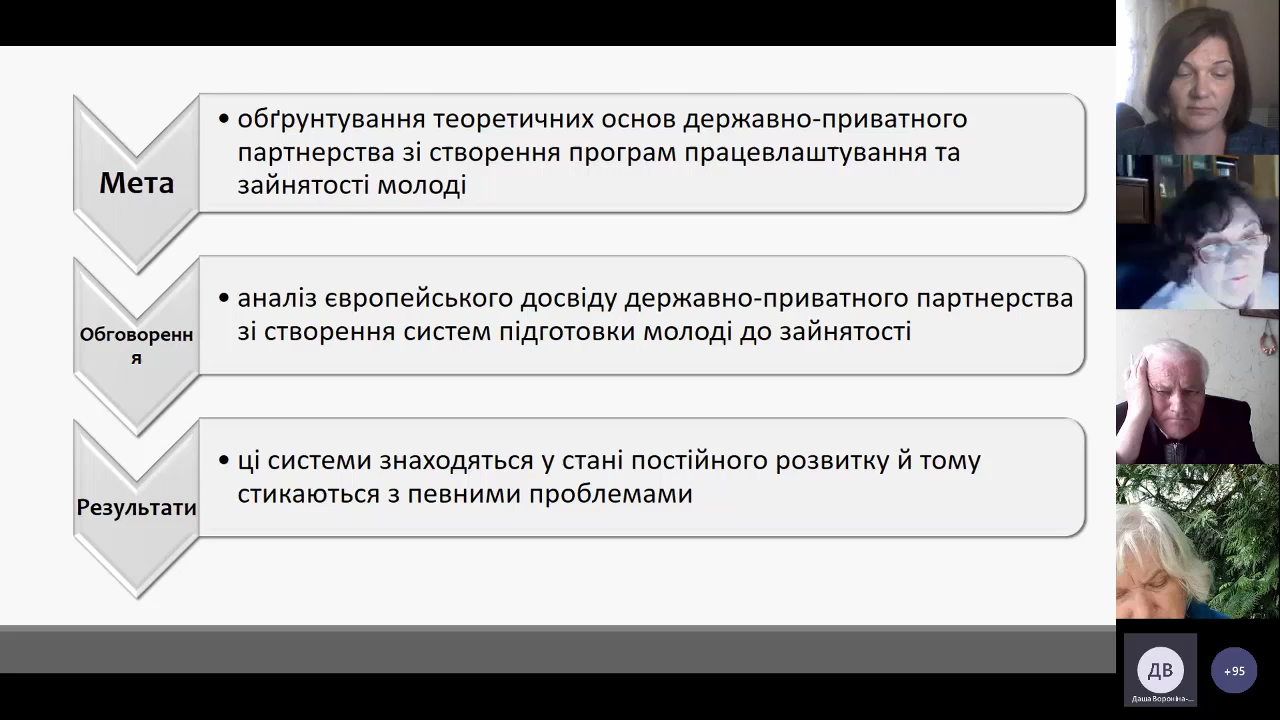 Мета
• обґрунтування теоретичних основ державно-приватного
партнерства зі створення програм працевлаштування та
зайнятості молоді
Обговоренн
я
• аналіз європейського досвіду державно-приватного партнерства
зі створення систем підготовки молоді до зайнятості
Результати
• ці системи знаходяться у стані постійного розвитку й тому
стикаються з певними проблемами
ДВ
Даша Вороніна-...
+95